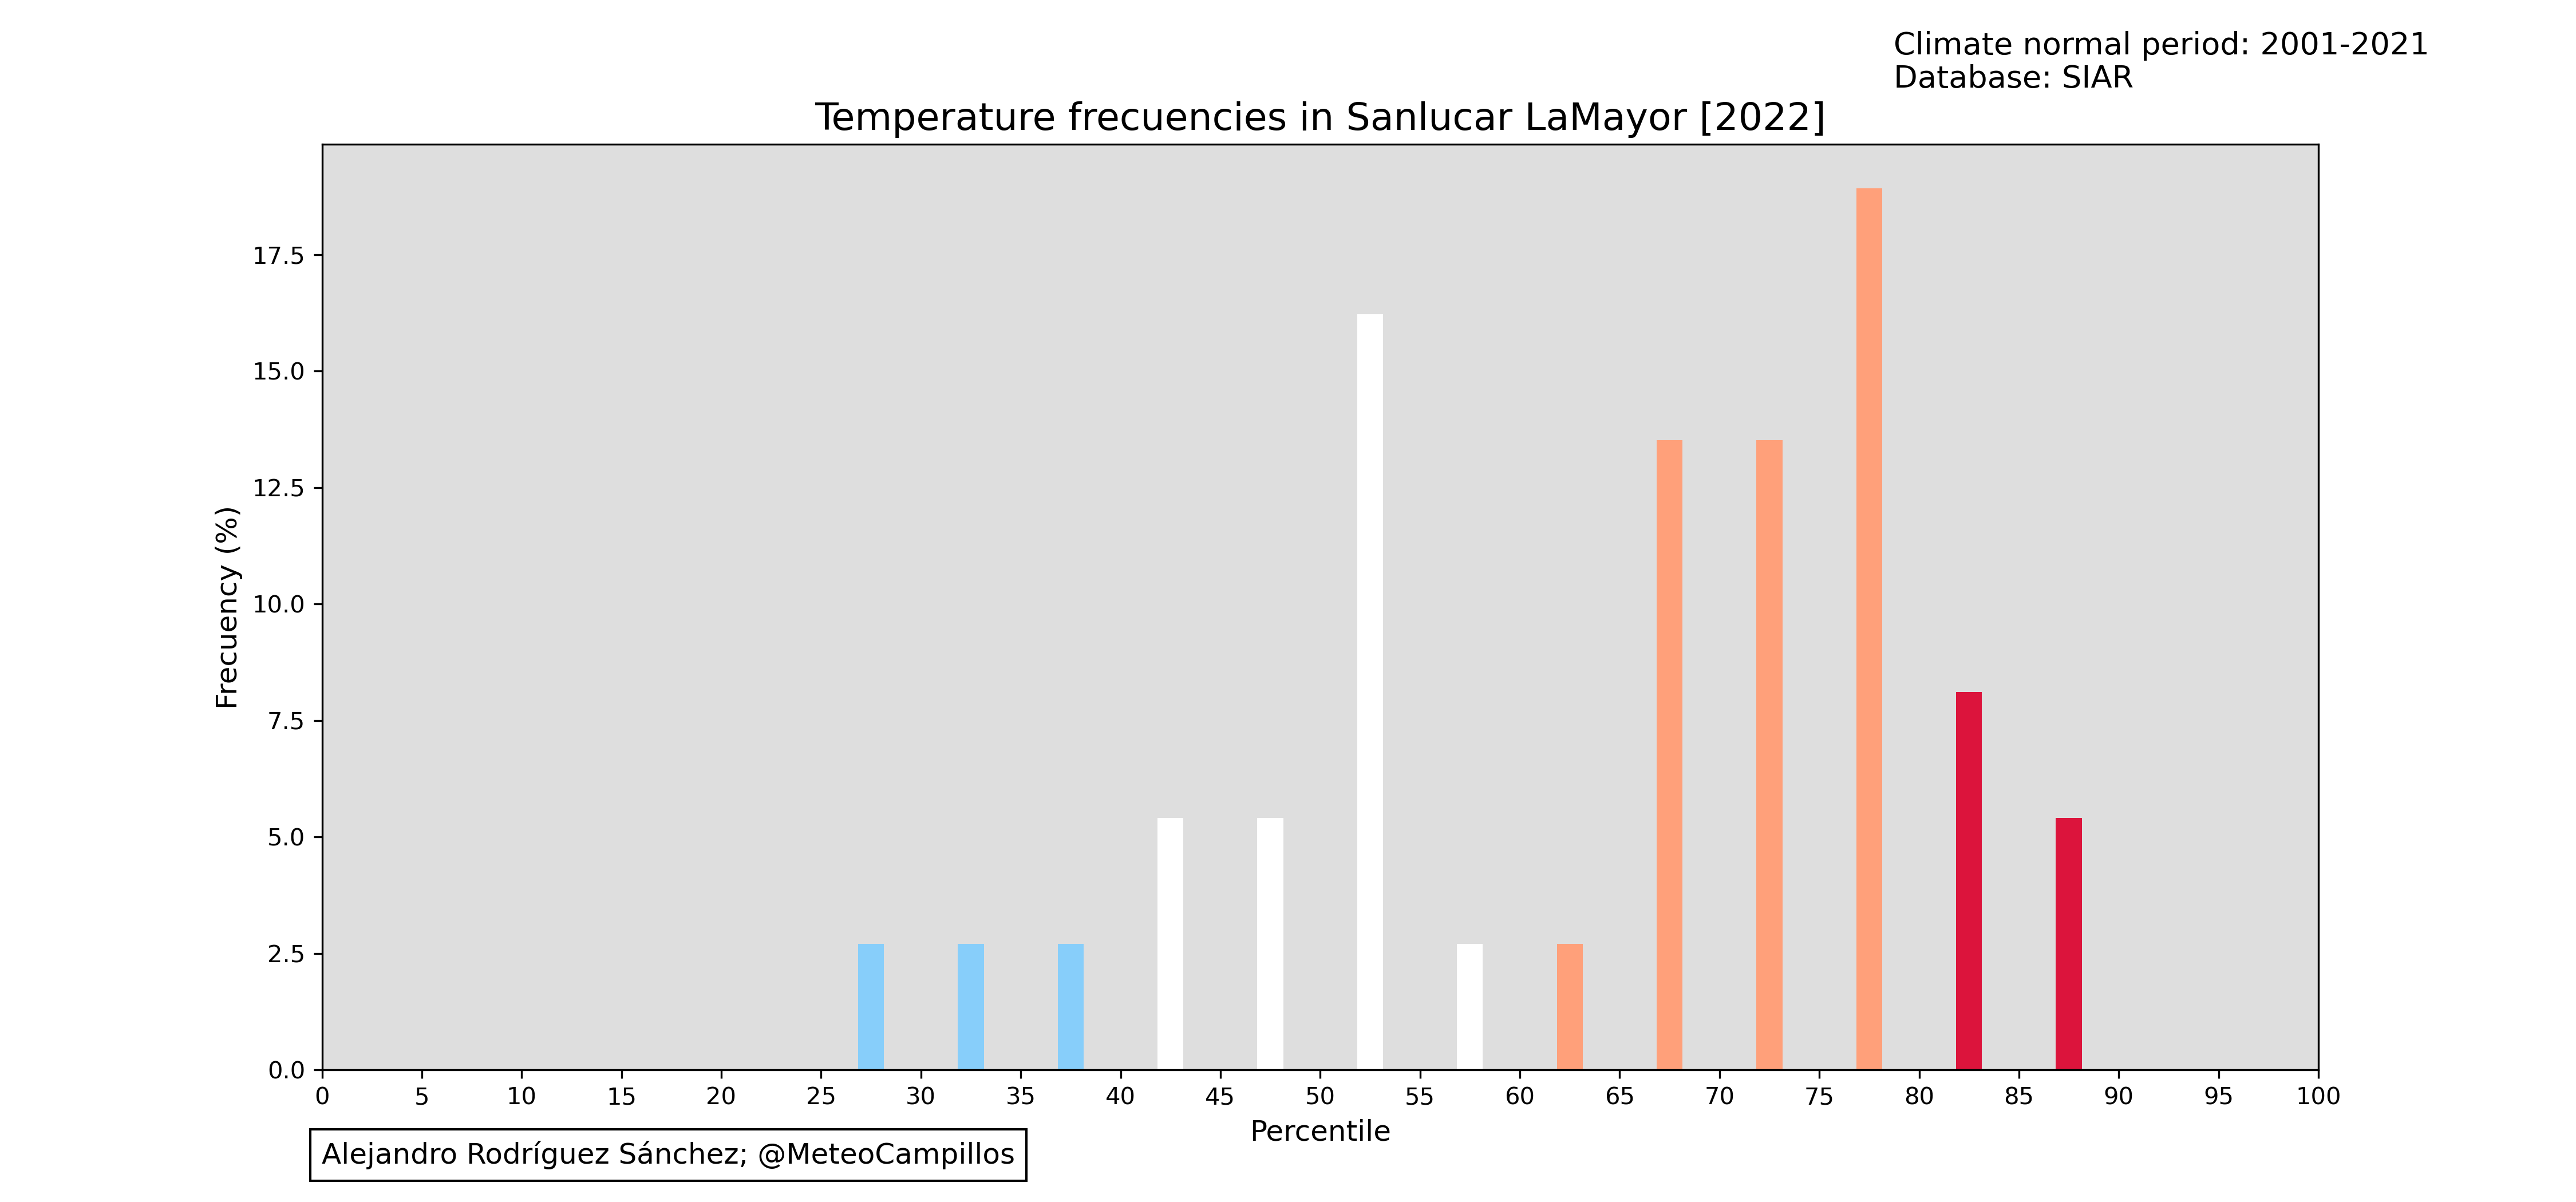 Climate normal period: 2001-2021
Database: SIAR
Temperature frecuencies in Sanlucar LaMayor [2022]
17.5
15.0
12.5
10.0
7.5
5.0
2.5
0.0
Frecuency (%)
0 5 10 15 20 25 30 35 40 45 50 55 60 65 70 75 80 85 90 95 100
Percentile
Alejandro Rodríguez Sánchez; @MeteoCampillos